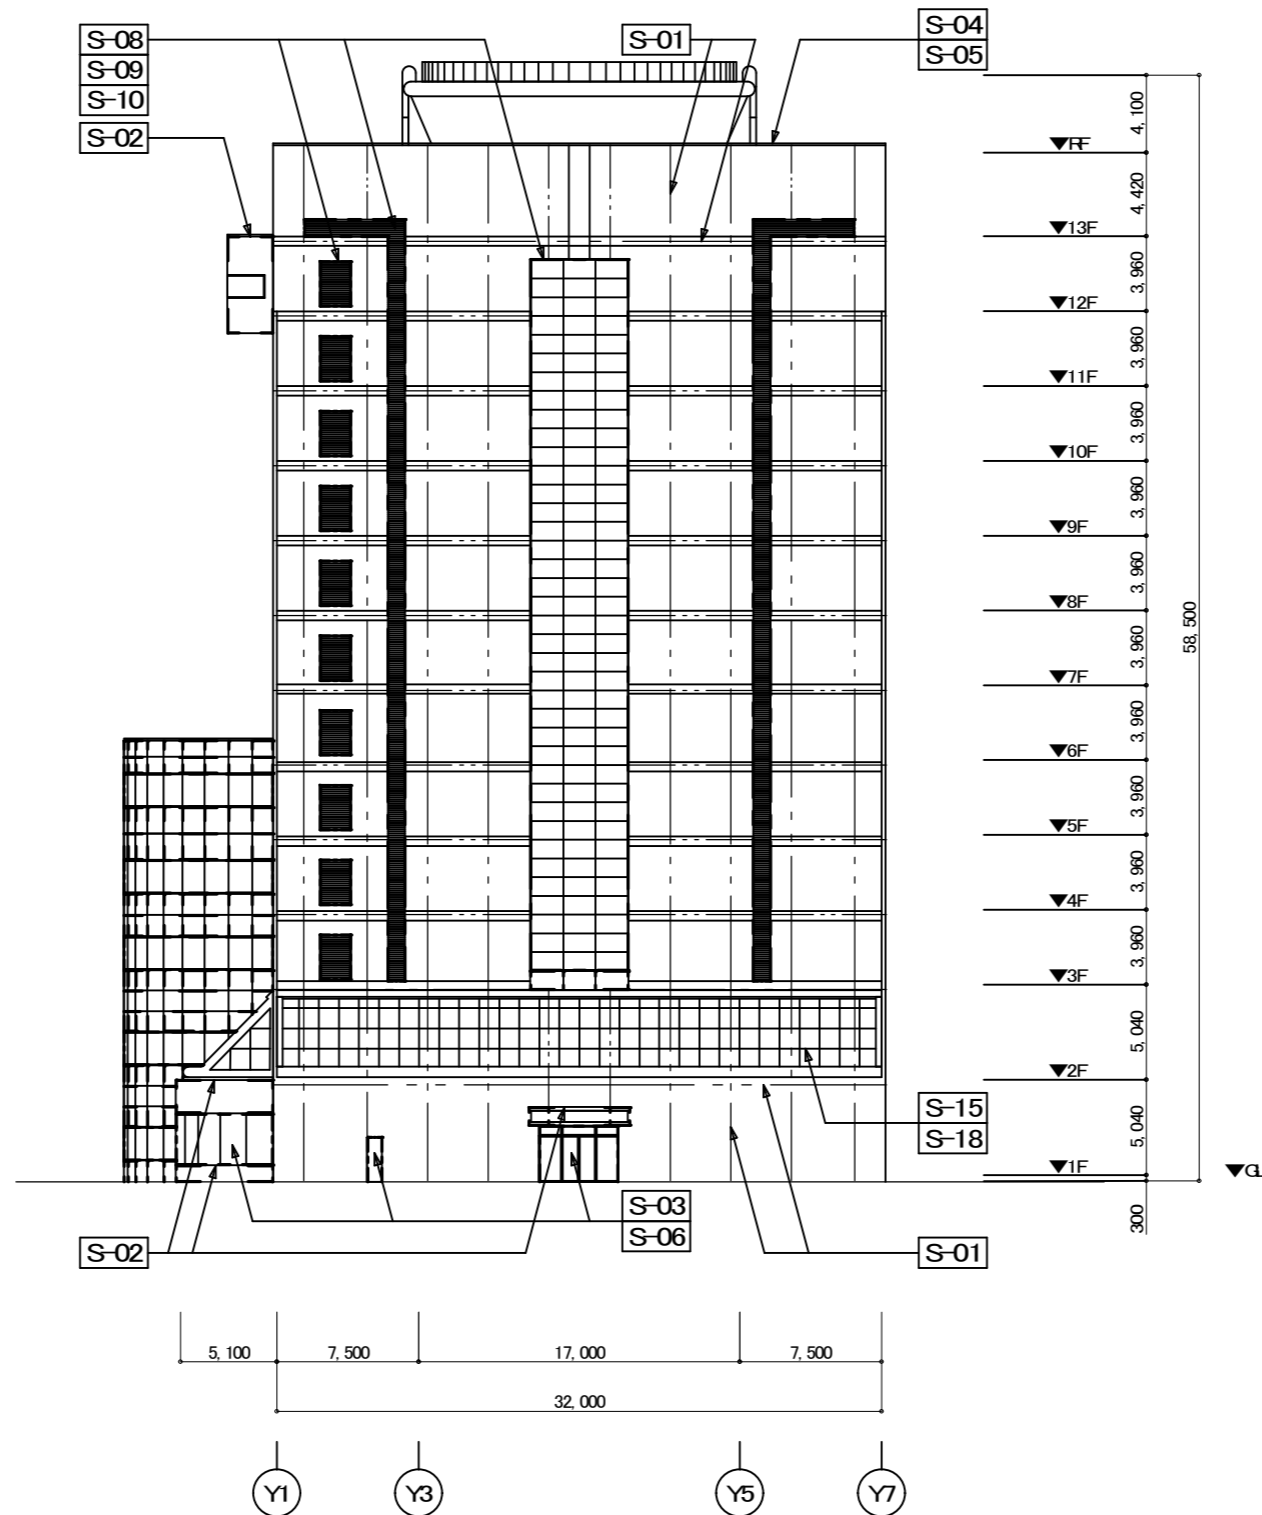 S-08
S-09
S-10
S-02
S-01
S-04
S-05
4,100
▼RF
4,420
▼13F
3,960
▼12F
3,960
▼11F
3,960
▼10F
3,960
▼9F
3,960
▼8F
3,960
▼7F
3,960
▼6F
3,960
▼5F
3,960
▼4F
3,960
▼3F
5,040
▼2F
5,040
▼1F
300
58,500
▼GL
S-15
S-18
S-03
S-06
S-02
S-01
5,100
7,500
17,000
7,500
32,000
Y1
Y3
Y5
Y7